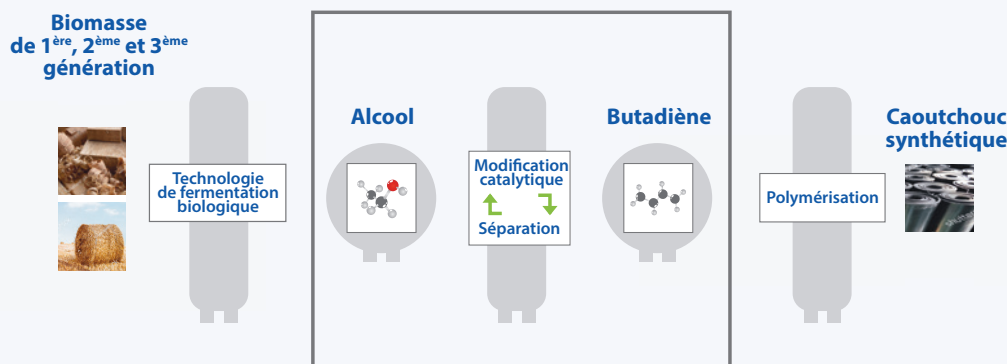 Biomasse
de 1ère, 2ème et 3ème
génération
Technologie
de fermentation
biologique
Alcool
Modification
catalytique
Séparation
Butadiène
Polymérisation
Caoutchouc
synthétique